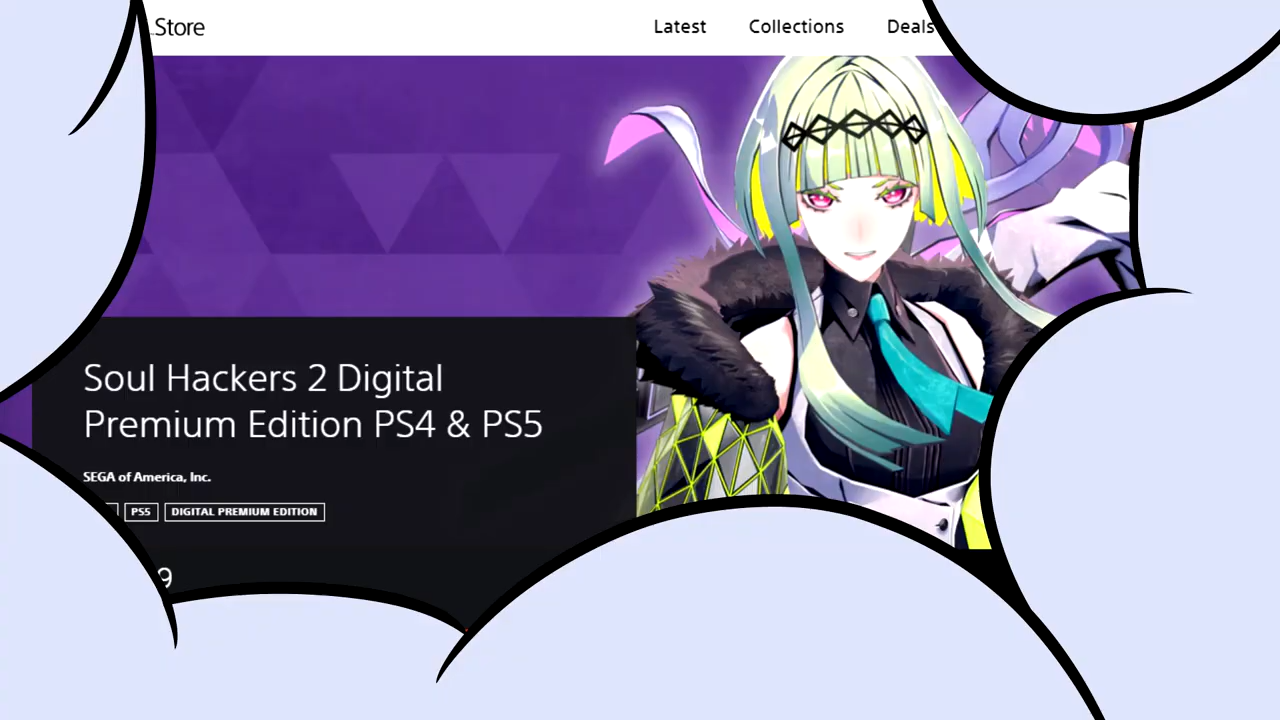 Store
Latest Collections Deals
Soul Hackers 2 Digital
Premium Edition PS4 & PS5
SEGA of America, Inc.
PS5 DIGITAL PREMIUM EDITION
9